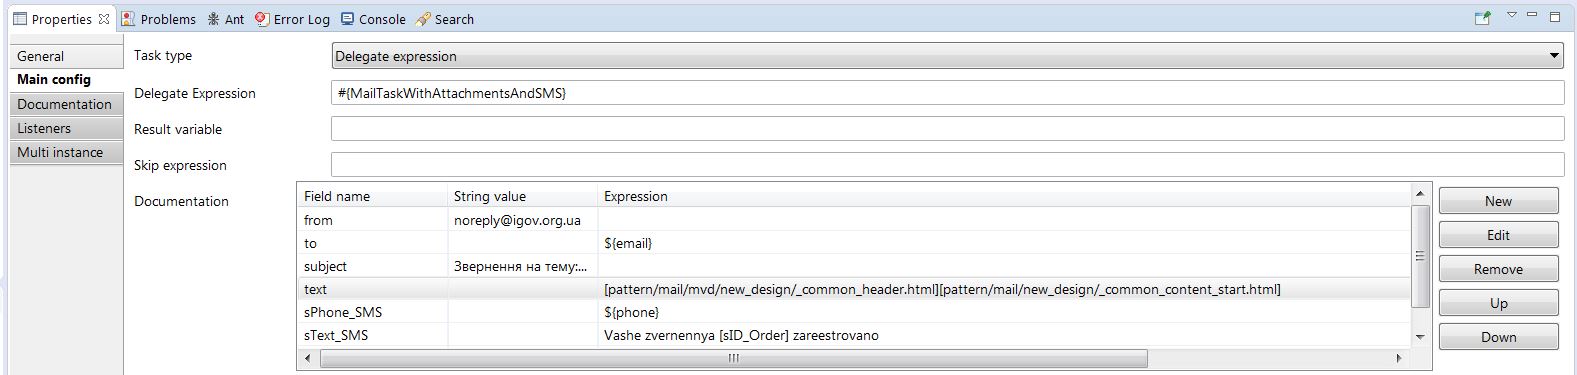 Properties Problems Ant Error Log Console Search
General
Main config
Documentation
Listeners
Multi instance
Task type Delegate expression
Delegate Expression #{MailTaskWithAttachmentsAndSMS}
Result variable
Skip expression
Documentation
Field name String value Expression
from noreply@igov.org.ua
to ${email}
subject Звернення на тему:...
text [pattern/mail/mvd/new_design/_common_header.html][pattern/mail/new_design/_common_content_start.html]
sPhone_SMS ${phone}
sText_SMS Vashe zvernennya [sID_Order] zareestrovano
New
Edit
Remove
Up
Down